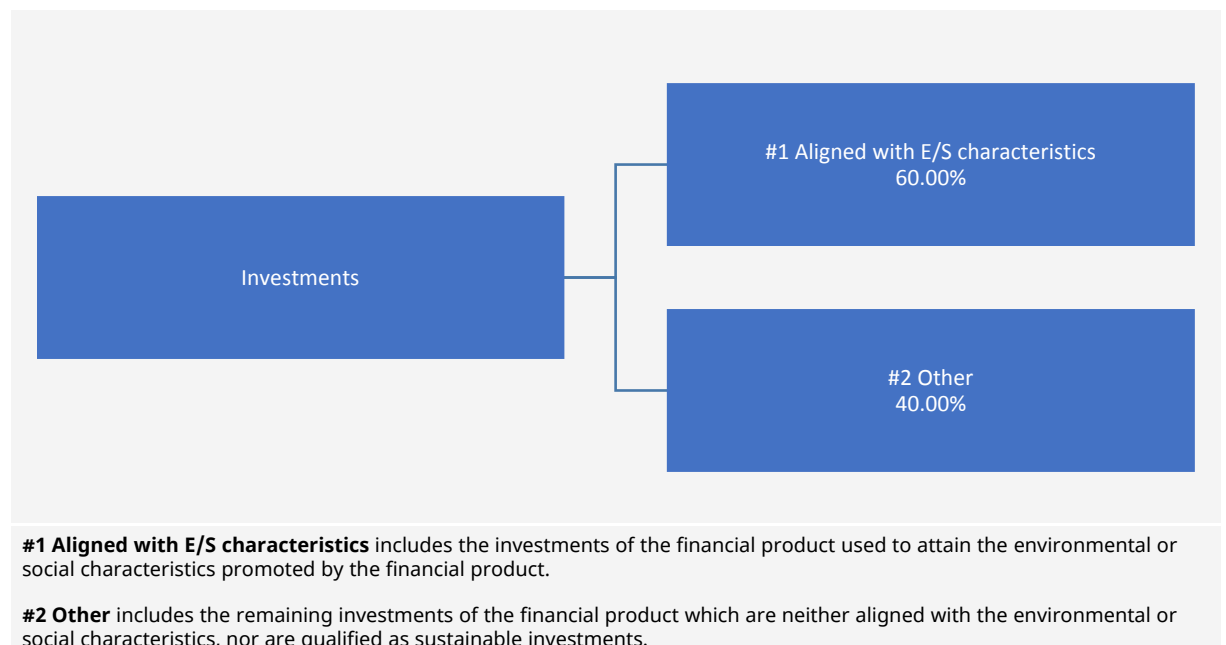 #1 Aligned with E/S characteristics
60.00%
Investments
#2 Other
40.00%
#1 Aligned with E/S characteristics includes the investments of the financial product used to attain the environmental or
social characteristics promoted by the financial product.
#2 Other includes the remaining investments of the financial product which are neither aligned with the environmental or
social characteristics, nor are qualified as sustainable investments.